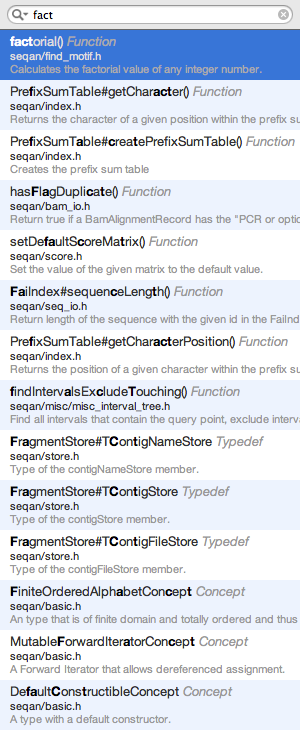 fact
factorial() Function
seqan/find_motif.h
Calculates the factorial value of any integer number.
PrefixSumTable#getCharacter() Function
seqan/index.h
Returns the character of a given position within the prefix su
PrefixSumTable#createPrefixSumTable() Function
seqan/index.h
Creates the prefix sum table
hasFlagDuplicate() Function
seqan/bam_io.h
Return true if a BamAlignmentRecord has the "PCR or optio
setDefaultScoreMatrix() Function
seqan/score.h
Set the value of the given matrix to the default value.
FaiIndex#sequenceLength() Function
seqan/seq_io.h
Return length of the sequence with the given id in the FaiInd
PrefixSumTable#getCharacterPosition() Function
seqan/index.h
Returns the position of a given character within the prefix su
findIntervalsExcludeTouching() Function
seqan/misc/misc_interval_tree.h
Find all intervals that contain the query point, exclude interv
FragmentStore#TContigNameStore Typedef
seqan/store.h
Type of the contigNameStore member.
FragmentStore#TContigStore Typedef
seqan/store.h
Type of the contigStore member.
FragmentStore#TContigFileStore Typedef
seqan/store.h
Type of the contigFileStore member.
FiniteOrderedAlphabetConcept Concept
seqan/basic.h
An type that is of finite domain and totally ordered and thus
MutableForwardIteratorConcept Concept
seqan/basic.h
A Forward Iterator that allows dereferenced assignment.
DefaultConstructibleConcept Concept
seqan/basic.h
A type with a default constructor.